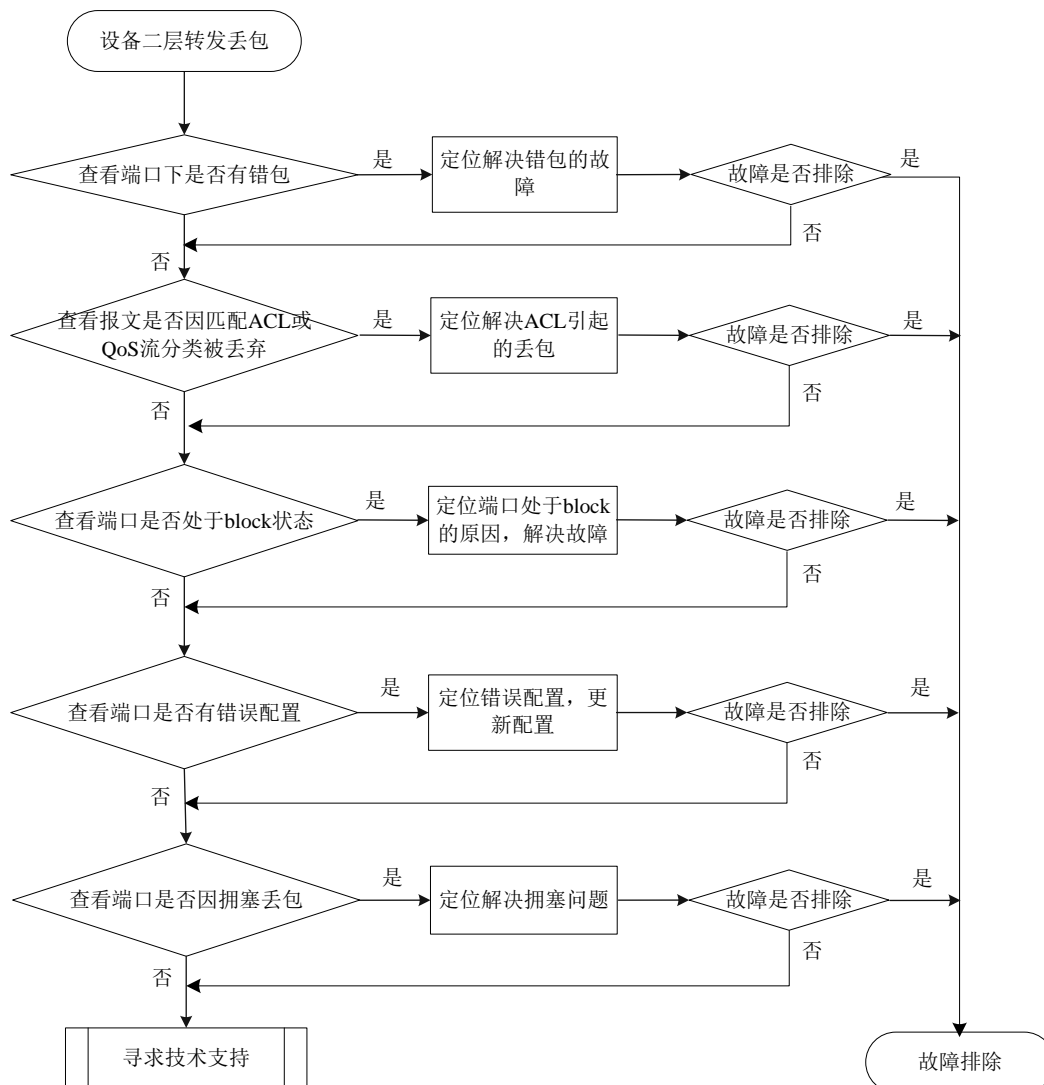 设备二层转发丢包
查看端口下是否有错包
是
定位解决错包的故
障
故障是否排除
是
否
否
查看报文是否因匹配ACL或
QoS流分类被丢弃
是
定位解决ACL引起
的丢包
故障是否排除
是
否
否
查看端口是否处于block状态
是
定位端口处于block
的原因，解决故障
故障是否排除
是
否
否
查看端口是否有错误配置
是
定位错误配置，更
新配置
故障是否排除
是
否
否
查看端口是否因拥塞丢包
是
定位解决拥塞问题
故障是否排除
是
否
否
寻求技术支持
故障排除